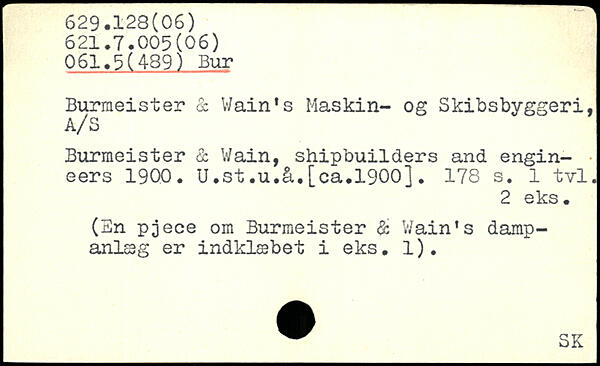 629.128(06)
621.7.005(06)
061.5(489) Bur
Burmeister & Wain's Maskin- og Skibsbyggeri,
A/S
Burmeister & Wain, shipbuilders and engin-
eers 1900. U.st.u.å.[ca.1900]. 178 s. 1 tvl.
2 eks.
(En pjece om Burmeister & Wain's damp-
anlæg er indklæbet i eks. 1).
SK